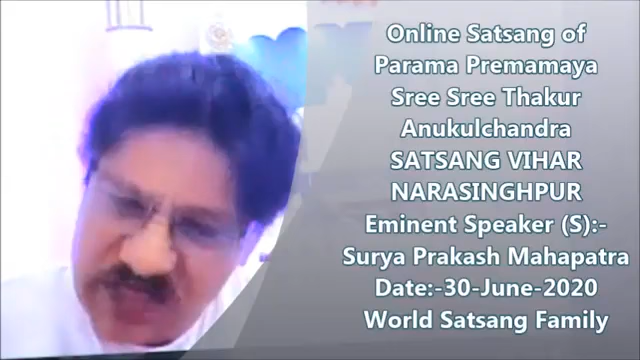 Online Satsang of
Parama Premamaya
Sree Sree Thakur
Anukulchandra
SATSANG VIHAR
NARASINGHPUR
Eminent Speaker (S):-
Surya Prakash Mahapatra
Date:-30-June-2020
World Satsang Family